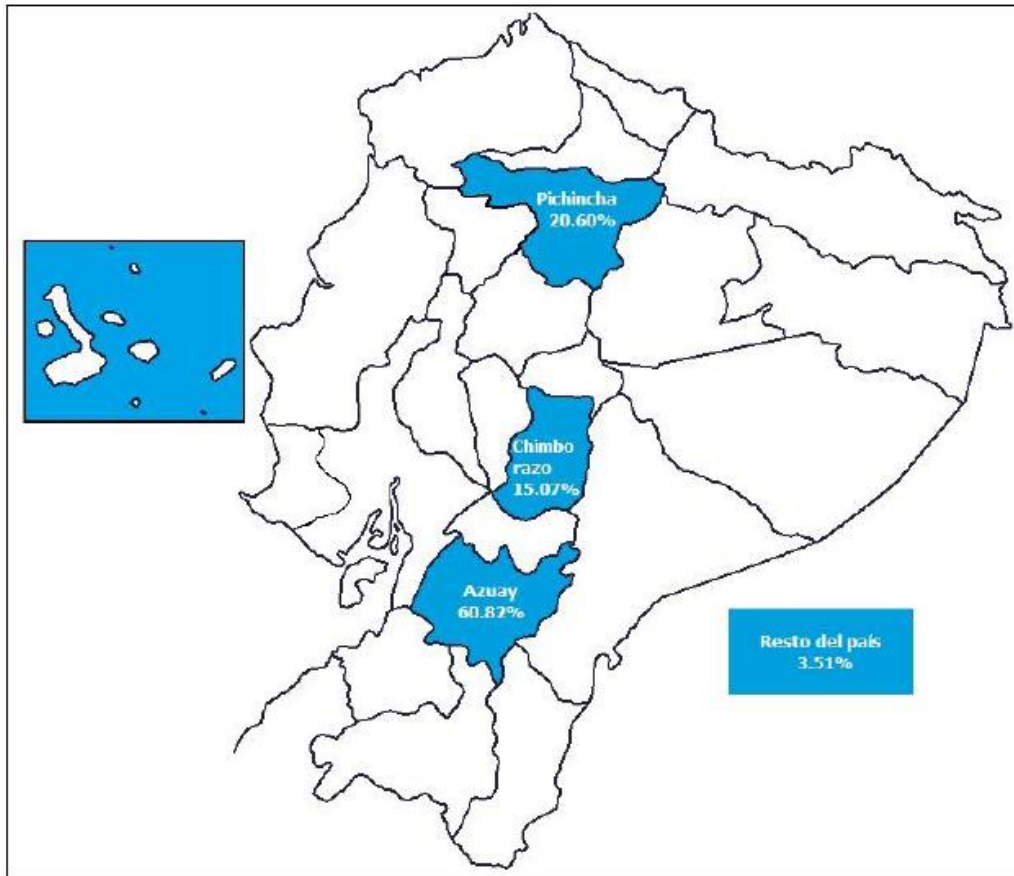 Pichincha
20.60%
Chimbo
razo
15.07%
Azuay
60.82%
Resto del país
3.51%